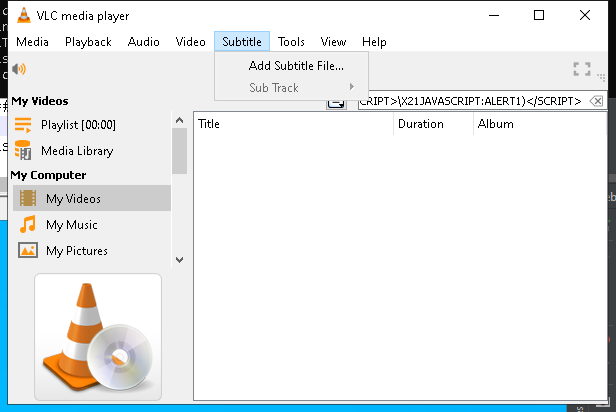 VLC media player
Media Playback Audio Video Subtitle Tools View Help
Add Subtitle File...
Sub Track
My Videos
CRIPT>\X21JAVASCRIPT:ALERT1)</SCRIPT>
Playlist [00:00]
Title Duration Album
Media Library
My Computer
My Videos
My Music
My Pictures